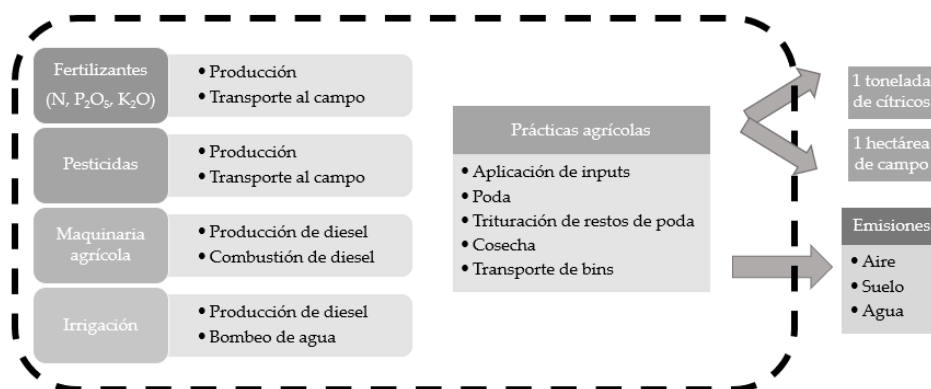 Fertilizantes
(N, P₂O₅, K₂O)
• Producción
• Transporte al campo
Pesticidas
• Producción
• Transporte al campo
Maquinaria
agrícola
• Producción de diesel
• Combustión de diesel
Irrigación
• Producción de diesel
• Bombeo de agua
Prácticas agrícolas
• Aplicación de inputs
• Poda
• Trituración de restos de poda
• Cosecha
• Transporte de bins
1 tonelada
de cítricos
1 hectárea
de campo
Emisiones
• Aire
• Suelo
• Agua